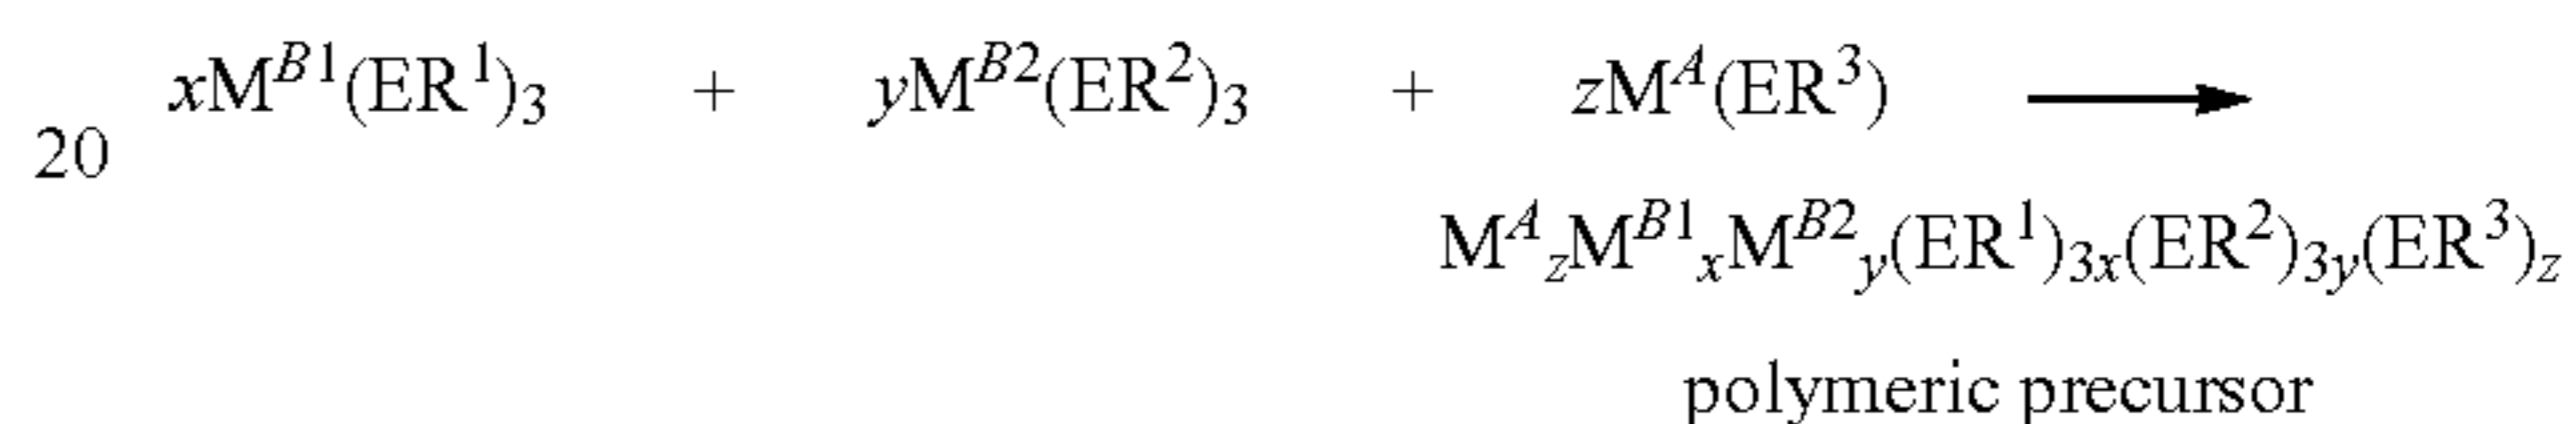 xM^{B1}(ER^1)_3 + yM^{B2}(ER^2)_3 + zM^A(ER^3) ⟶
20
M^A_zM^{B1}_xM^{B2}_y(ER^1)_{3x}(ER^2)_{3y}(ER^3)_z
polymeric precursor